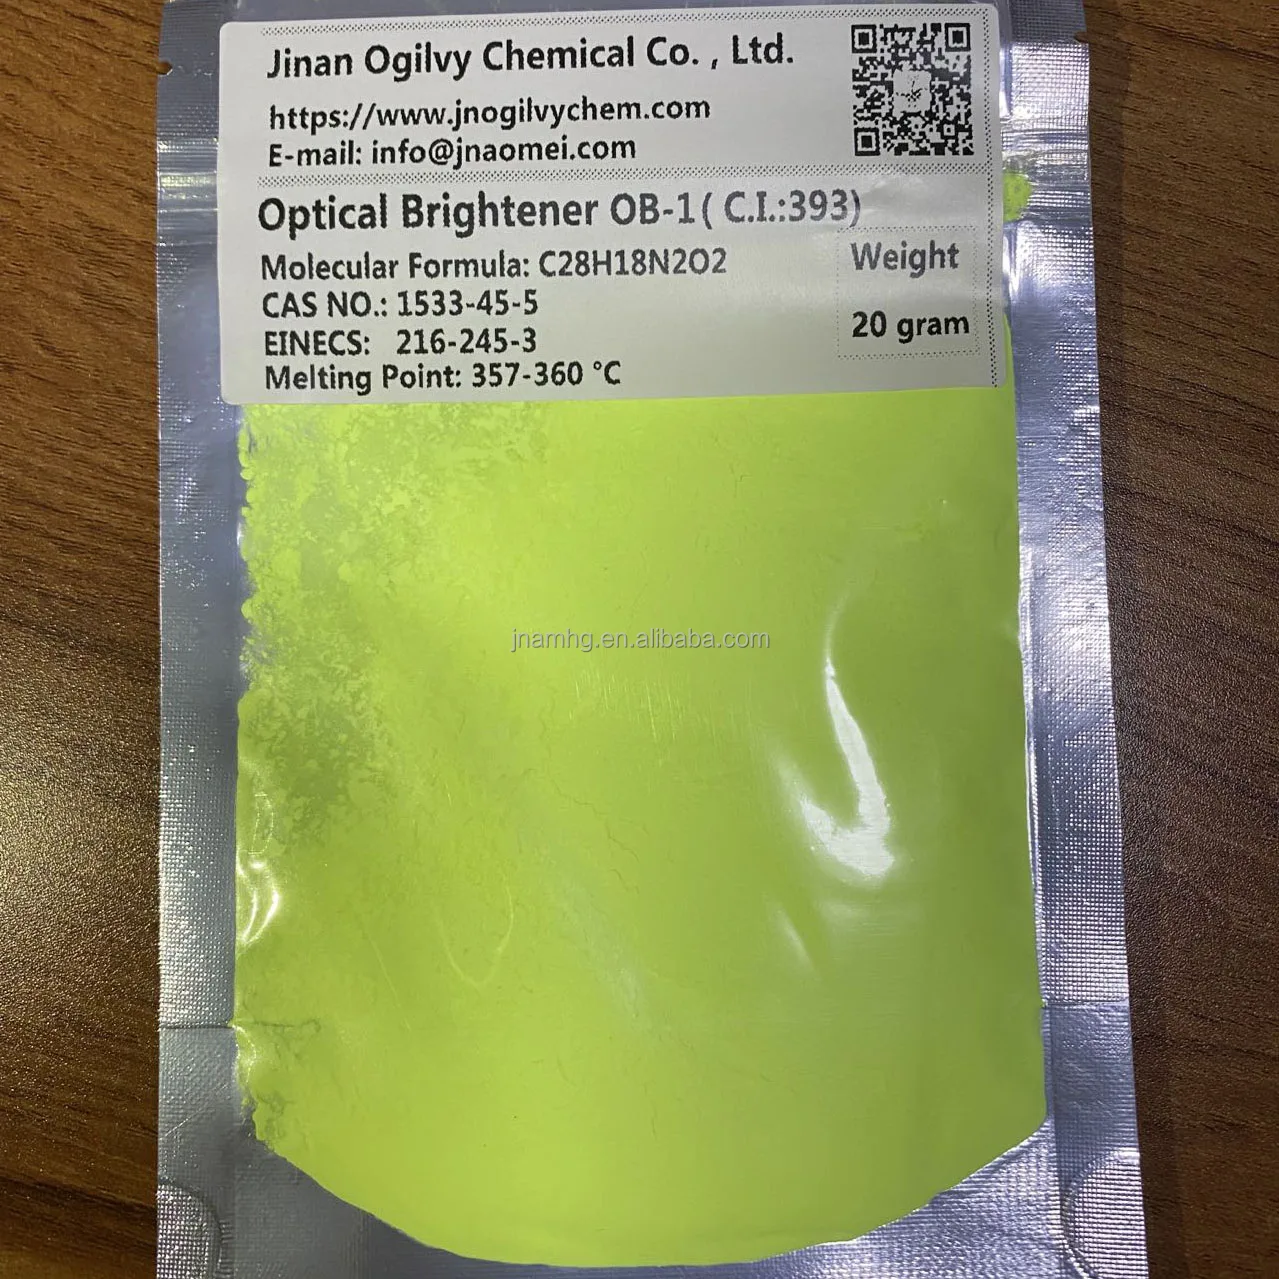 Jinan Ogilvy Chemical Co. , Ltd.
https://www.jnogilvychem.com
E-mail: info@jnaomei.com
Optical Brightener OB-1( C.I.:393)
Molecular Formula: C28H18N2O2
CAS NO.: 1533-45-5
EINECS: 216-245-3
Melting Point: 357-360 °C
Weight
20 gram
jnamhg.en.alibaba.com